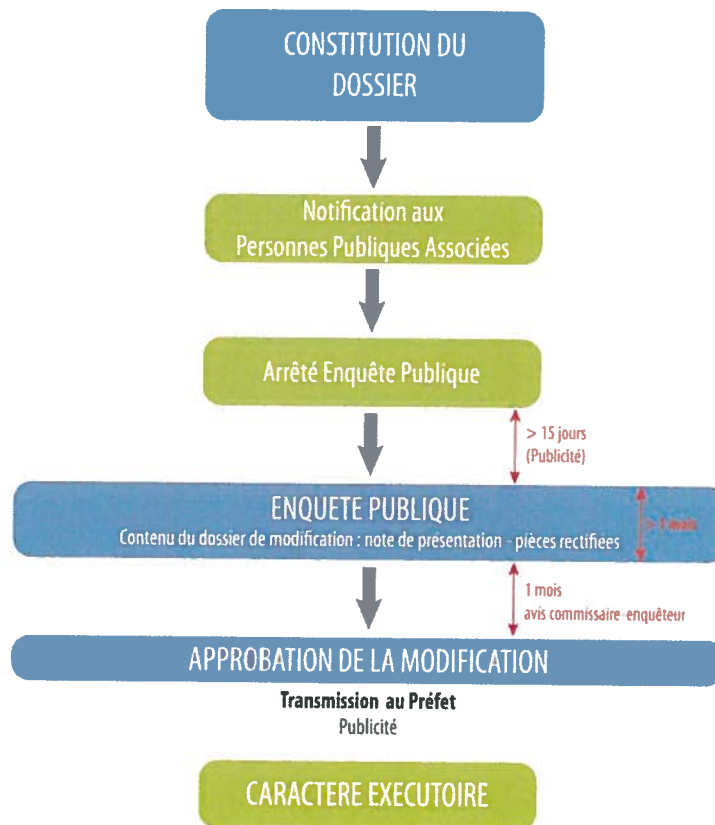 CONSTITUTION DU
DOSSIER
Notification aux
Personnes Publiques Associées
Arrêté Enquête Publique
> 15 jours
(Publicité)
ENQUETE PUBLIQUE
Contenu du dossier de modification : note de présentation - pièces rectifiées
> 1 mois
1 mois
avis commissaire-enquêteur
APPROBATION DE LA MODIFICATION
Transmission au Préfet
Publicité
CARACTERE EXECUTOIRE